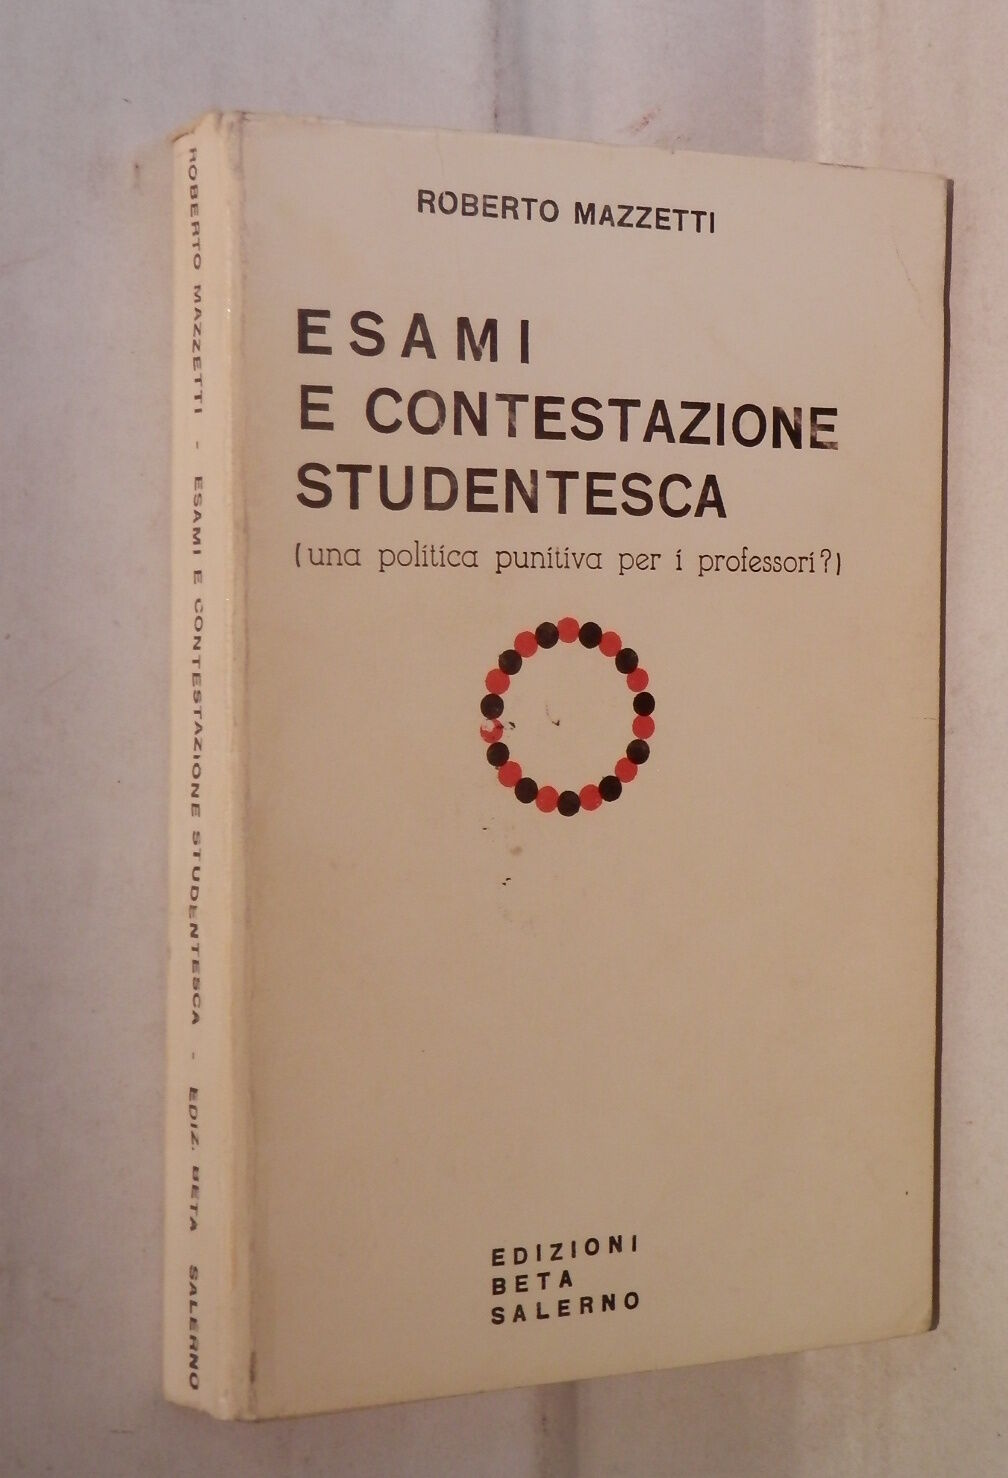 ROBERTO MAZZETTI - ESAMI E CONTESTAZIONE STUDENTESCA - EDIZ. BETA SALERNO
ROBERTO MAZZETTI
ESAMI
E CONTESTAZIONE
STUDENTESCA
(una politica punitiva per i professori?)
EDIZIONI
BETA
SALERNO